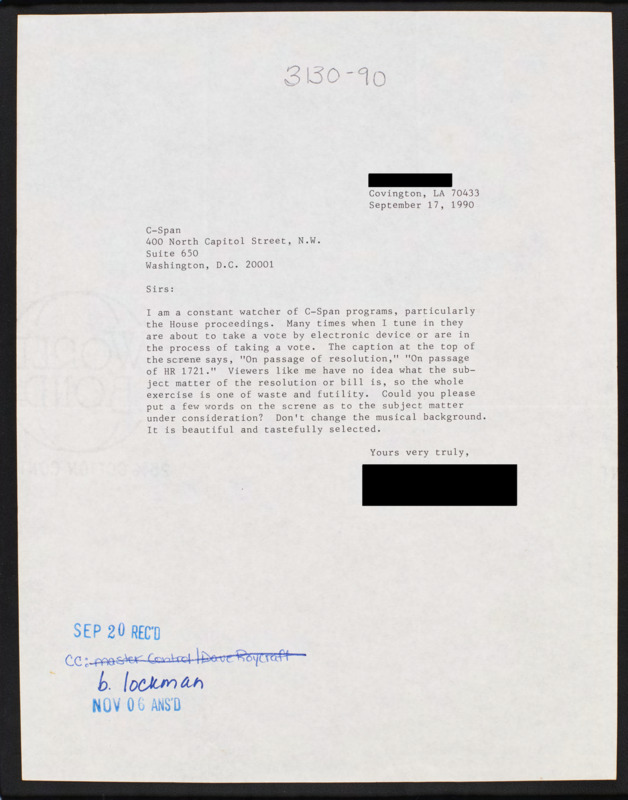 3130-90
Covington, LA 70433
September 17, 1990
C-Span
400 North Capitol Street, N.W.
Suite 650
Washington, D.C. 20001
Sirs:
I am a constant watcher of C-Span programs, particularly
the House proceedings. Many times when I tune in they
are about to take a vote by electronic device or are in
the process of taking a vote. The caption at the top of
the screne says, "On passage of resolution," "On passage
of HR 1721." Viewers like me have no idea what the sub-
ject matter of the resolution or bill is, so the whole
exercise is one of waste and futility. Could you please
put a few words on the screne as to the subject matter
under consideration? Don't change the musical background.
It is beautiful and tastefully selected.
Yours very truly,
SEP 20 REC'D
CC: master Control/Dave Roycraft
b. lockman
NOV 06 ANS'D